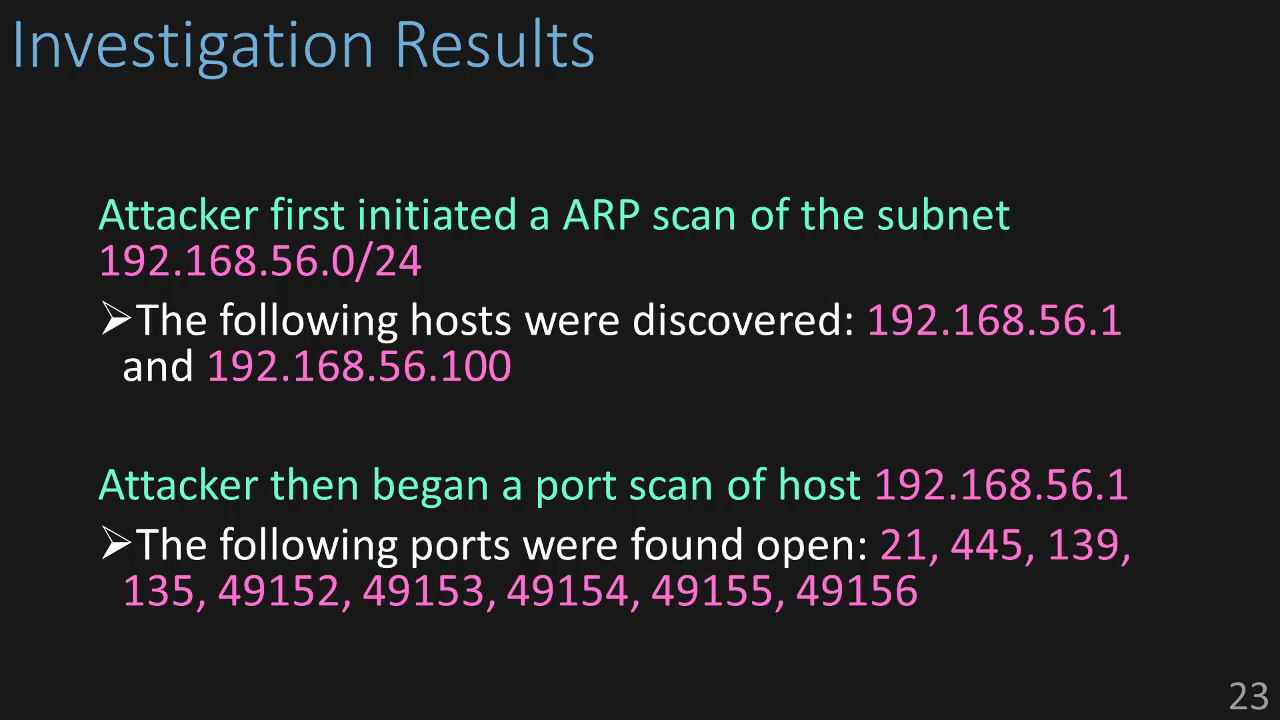 Investigation Results
Attacker first initiated a ARP scan of the subnet
192.168.56.0/24
➢The following hosts were discovered: 192.168.56.1
and 192.168.56.100
Attacker then began a port scan of host 192.168.56.1
➢The following ports were found open: 21, 445, 139,
135, 49152, 49153, 49154, 49155, 49156
23